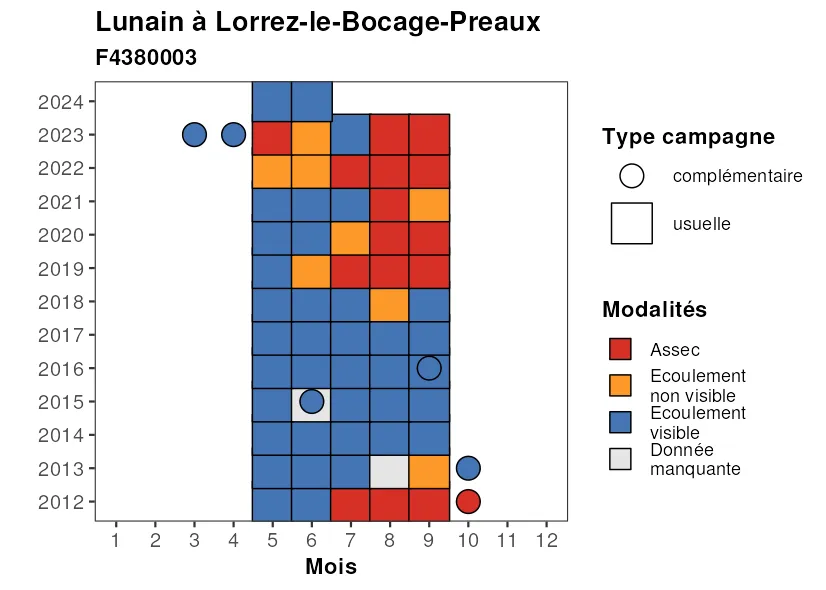 Lunain à Lorrez-le-Bocage-Preaux
F4380003
2024
2023
2022
2021
2020
2019
2018
2017
2016
2015
2014
2013
2012
1 2 3 4 5 6 7 8 9 10 11 12
Mois
Type campagne
complémentaire
usuelle
Modalités
Assec
Ecoulement
non visible
Ecoulement
visible
Donnée
manquante